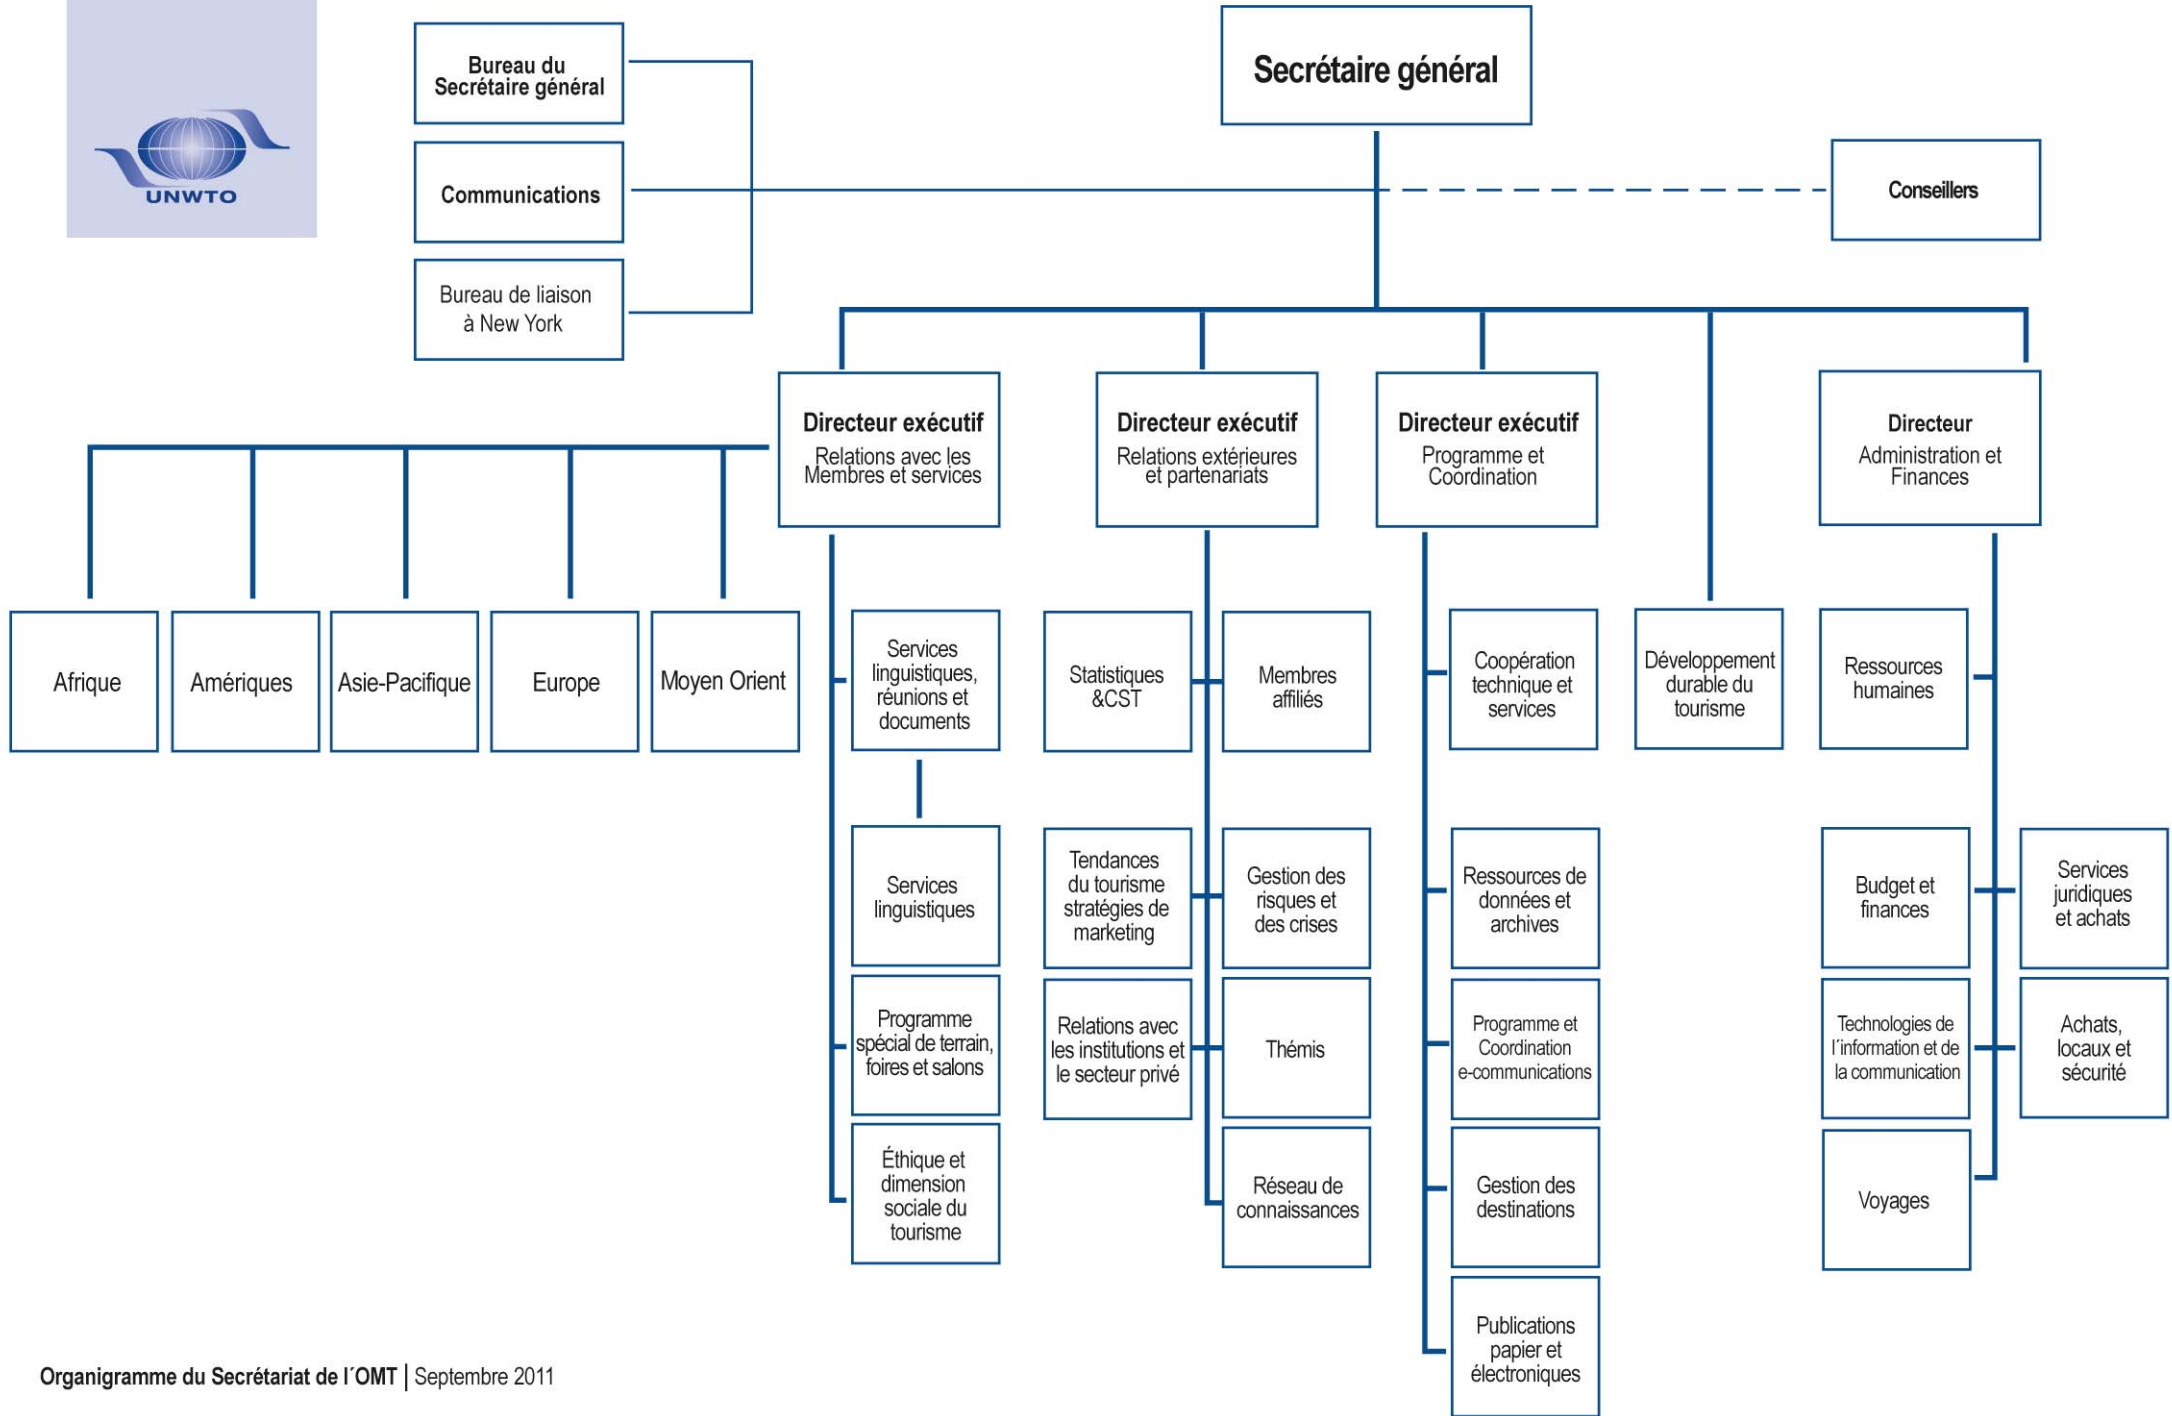 UNWTO
Bureau du
Secrétaire général
Communications
Bureau de liaison
à New York
Secrétaire général
Conseillers
Directeur exécutif
Relations avec les
Membres et services
Directeur exécutif
Relations extérieures
et partenariats
Directeur exécutif
Programme et
Coordination
Directeur
Administration et
Finances
Afrique
Amériques
Asie-Pacifique
Europe
Moyen Orient
Services
linguistiques,
réunions et
documents
Statistiques
&CST
Membres
affiliés
Coopération
technique et
services
Développement
durable du
tourisme
Ressources
humaines
Services
linguistiques
Tendances
du tourisme
stratégies de
marketing
Gestion des
risques et
des crises
Ressources de
données et
archives
Budget et
finances
Services
juridiques
et achats
Programme
spécial de terrain,
foires et salons
Relations avec
les institutions et
le secteur privé
Thémis
Programme et
Coordination
e-communications
Technologies de
l´information et de
la communication
Achats,
locaux et
sécurité
Éthique et
dimension
sociale du
tourisme
Réseau de
connaissances
Gestion des
destinations
Voyages
Publications
papier et
électroniques
Organigramme du Secrétariat de l´OMT | Septembre 2011